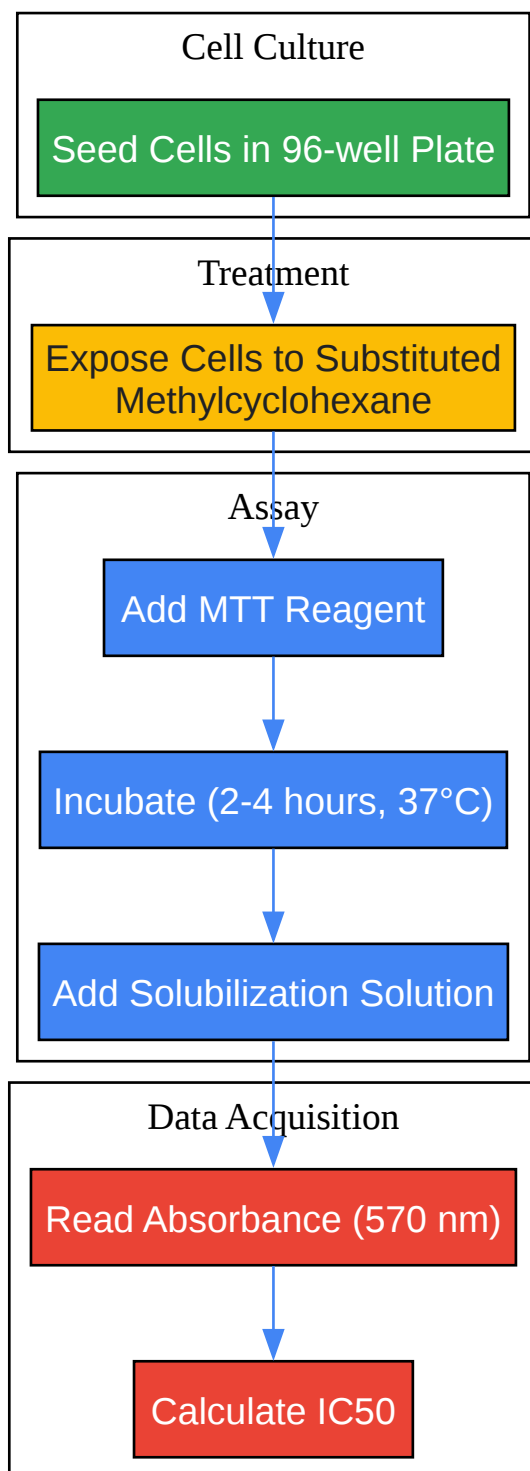 Cell Culture
Seed Cells in 96-well Plate
Treatment
Expose Cells to Substituted
Methylcyclohexane
Assay
Add MTT Reagent
Incubate (2-4 hours, 37°C)
Add Solubilization Solution
Data Acquisition
Read Absorbance (570 nm)
Calculate IC50